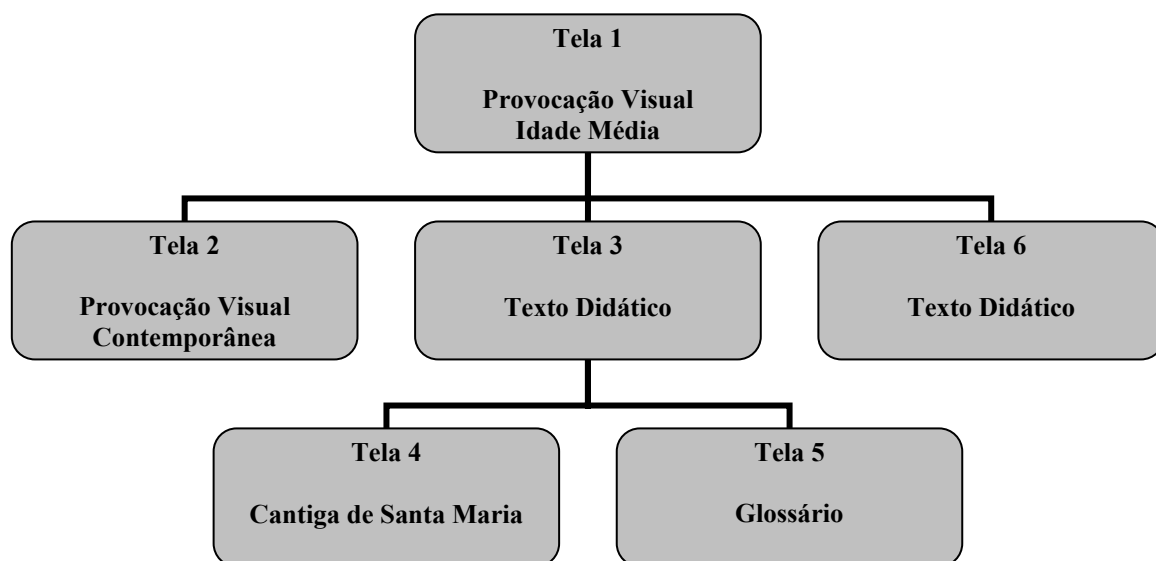 Tela 1
Provocação Visual
Idade Média
Tela 2
Provocação Visual
Contemporânea
Tela 3
Texto Didático
Tela 6
Texto Didático
Tela 4
Cantiga de Santa Maria
Tela 5
Glossário